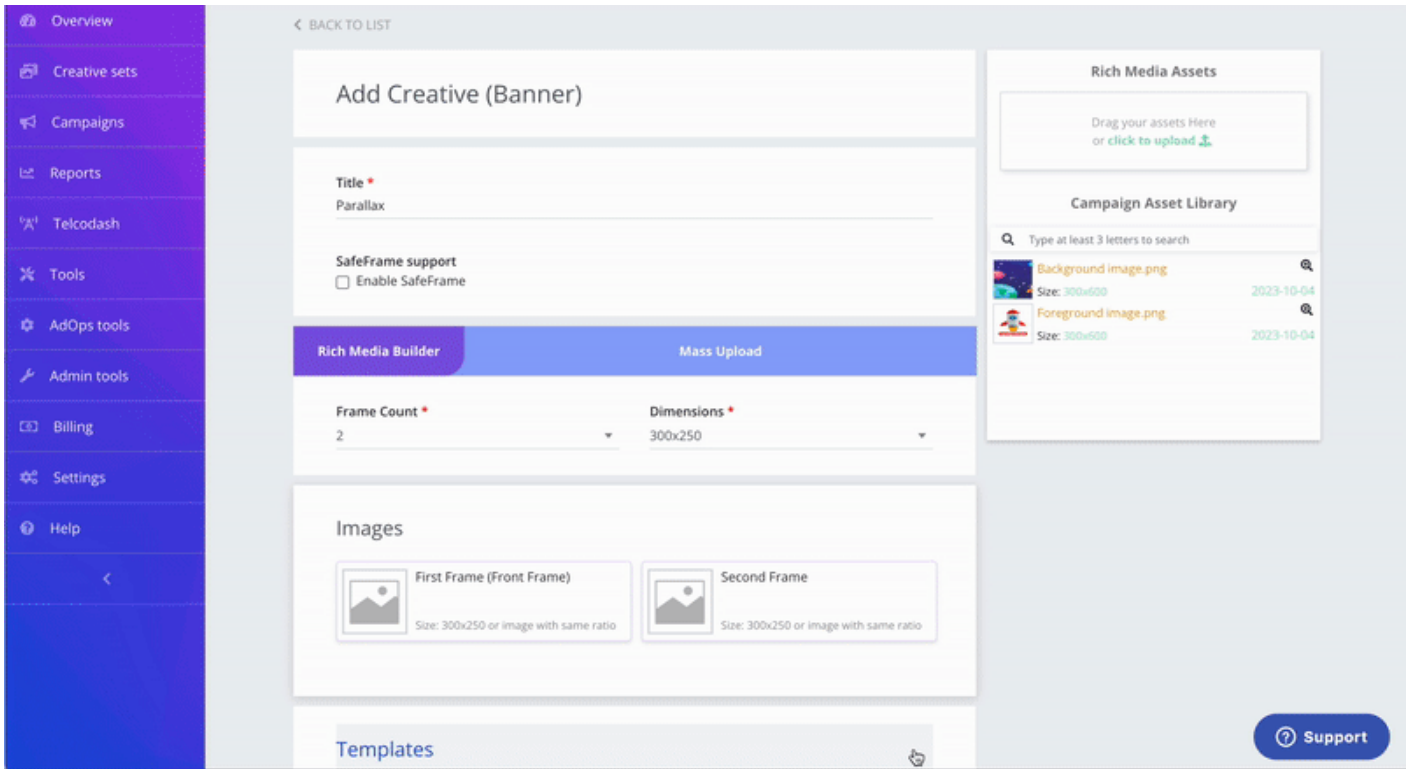 Overview
Creative sets
Campaigns
Reports
Telcodash
Tools
AdOps tools
Admin tools
Billing
Settings
Help
BACK TO LIST
Add Creative (Banner)
Title *
Parallax
SafeFrame support
Enable SafeFrame
Rich Media Builder
Mass Upload
Frame Count *
2
Dimensions *
300x250
Images
First Frame (Front Frame)
Size: 300x250 or image with same ratio
Second Frame
Size: 300x250 or image with same ratio
Templates
Rich Media Assets
Drag your assets Here
or click to upload
Campaign Asset Library
Type at least 3 letters to search
Background image.png
Size: 300x600
2023-10-04
Foreground image.png
Size: 300x600
2023-10-04
Support